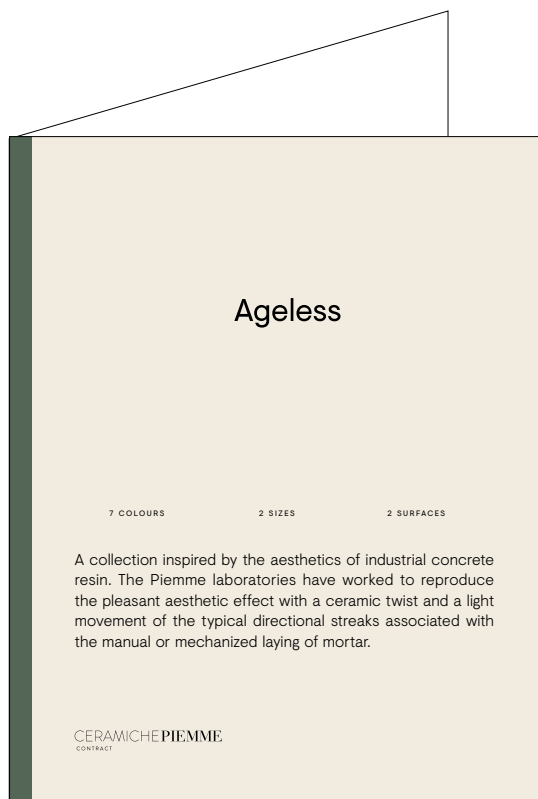 Ageless
7 COLOURS 2 SIZES 2 SURFACES
A collection inspired by the aesthetics of industrial concrete
resin. The Piemme laboratories have worked to reproduce
the pleasant aesthetic effect with a ceramic twist and a light
movement of the typical directional streaks associated with
the manual or mechanized laying of mortar.
CERAMICHEPIEMME
CONTRACT